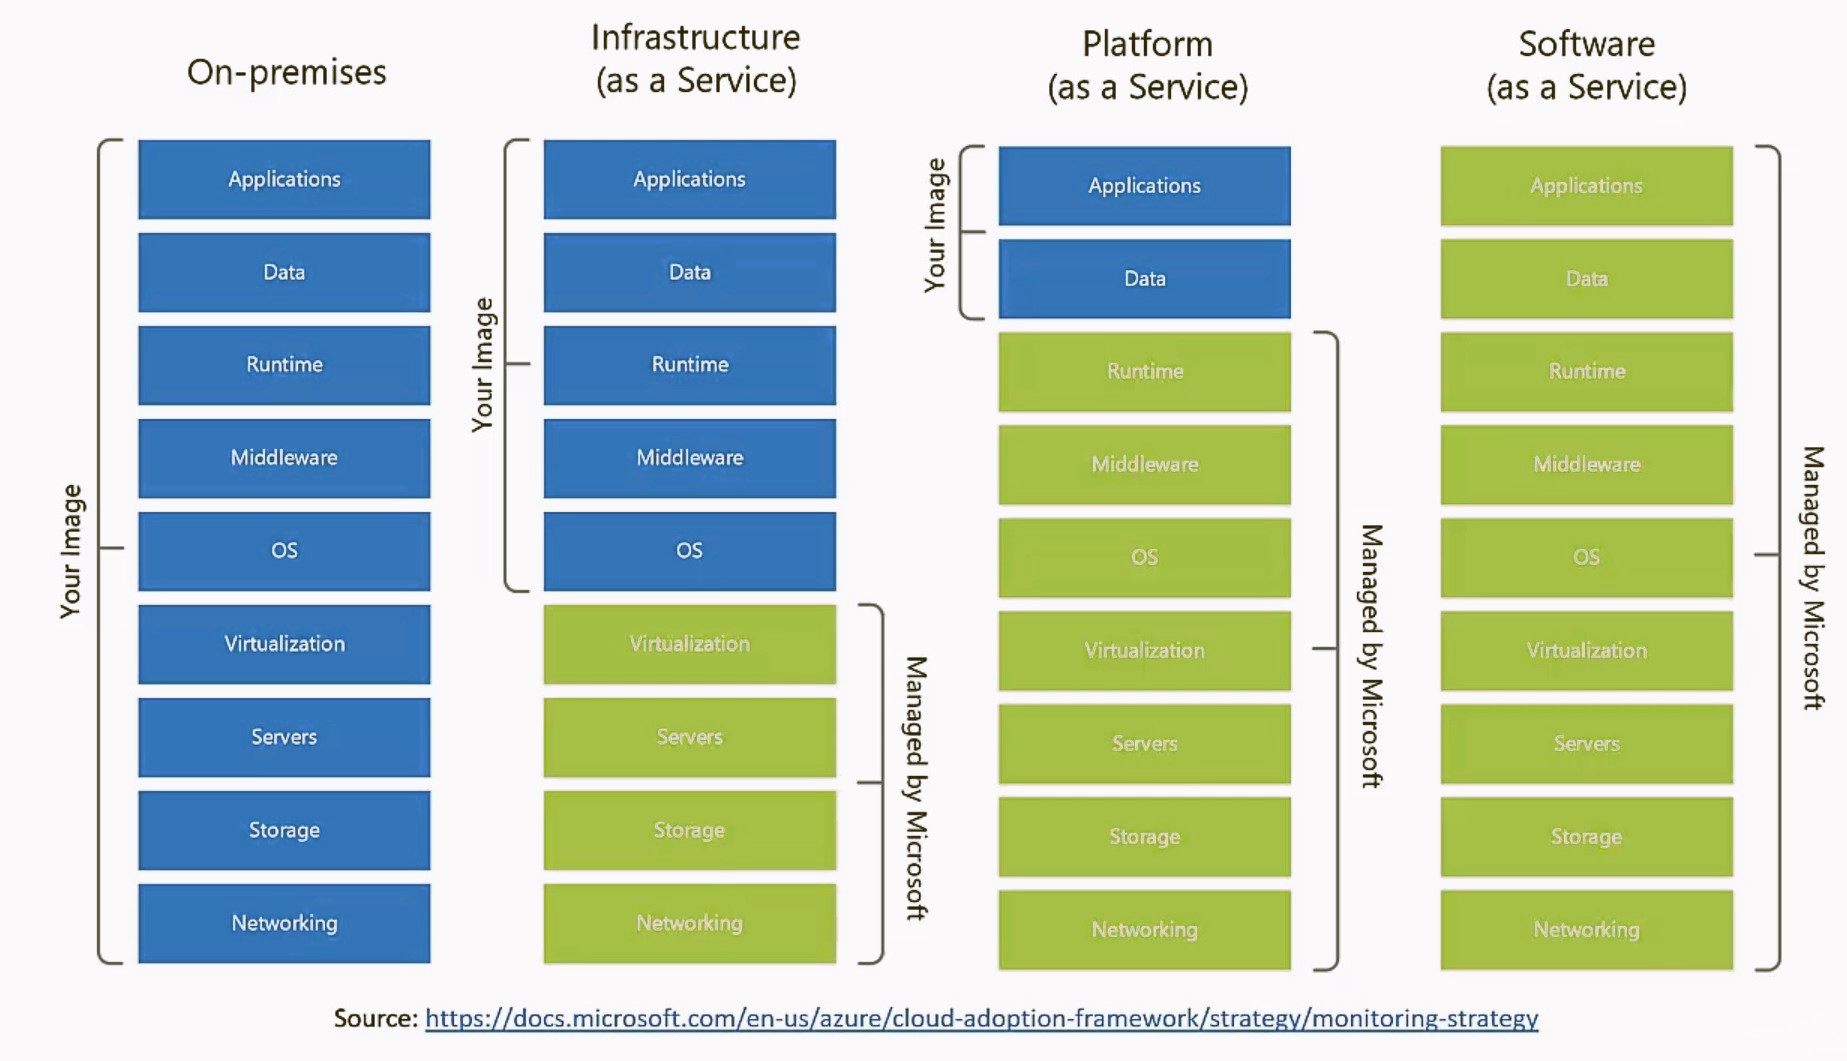 On-premises
Infrastructure
(as a Service)
Platform
(as a Service)
Software
(as a Service)
Your Image
Applications
Data
Runtime
Middleware
OS
Virtualization
Servers
Storage
Networking
Your Image
Applications
Data
Runtime
Middleware
OS
Virtualization
Servers
Storage
Networking
Managed by Microsoft
Your Image
Applications
Data
Runtime
Middleware
OS
Virtualization
Servers
Storage
Networking
Managed by Microsoft
Applications
Data
Runtime
Middleware
OS
Virtualization
Servers
Storage
Networking
Managed by Microsoft
Source: https://docs.microsoft.com/en-us/azure/cloud-adoption-framework/strategy/monitoring-strategy